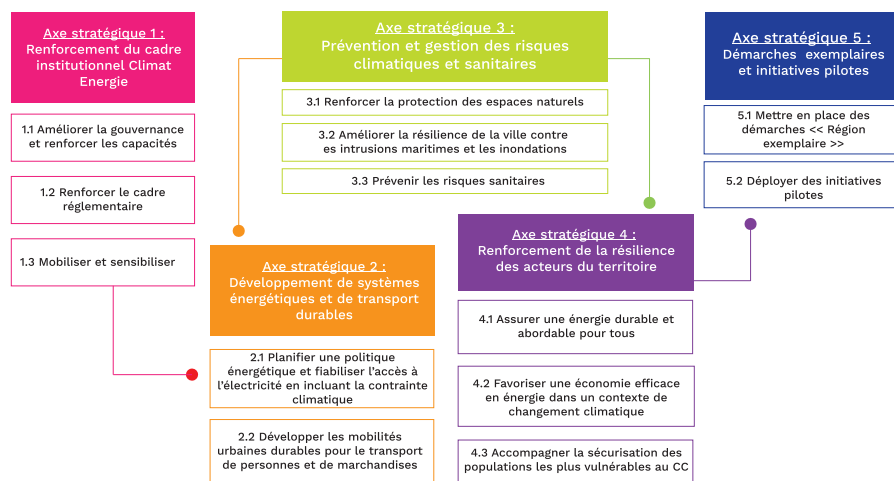 Axe stratégique 1 :
Renforcement du cadre
institutionnel Climat
Energie
1.1 Améliorer la gouvernance
et renforcer les capacités
1.2 Renforcer le cadre
réglementaire
1.3 Mobiliser et sensibiliser
Axe stratégique 2 :
Développement de systèmes
énergétiques et de transport
durables
2.1 Planifier une politique
énergétique et fiabiliser l’accès à
l’électricité en incluant la contrainte
climatique
2.2 Développer les mobilités
urbaines durables pour le transport
de personnes et de marchandises
Axe stratégique 3 :
Prévention et gestion des risques
climatiques et sanitaires
3.1 Renforcer la protection des espaces naturels
3.2 Améliorer la résilience de la ville contre
es intrusions maritimes et les inondations
3.3 Prévenir les risques sanitaires
Axe stratégique 4 :
Renforcement de la résilience
des acteurs du territoire
4.1 Assurer une énergie durable et
abordable pour tous
4.2 Favoriser une économie efficace
en énergie dans un contexte de
changement climatique
4.3 Accompagner la sécurisation des
populations les plus vulnérables au CC
Axe stratégique 5 :
Démarches exemplaires
et initiatives pilotes
5.1 Mettre en place des
démarches << Région
exemplaire >>
5.2 Déployer des initiatives
pilotes